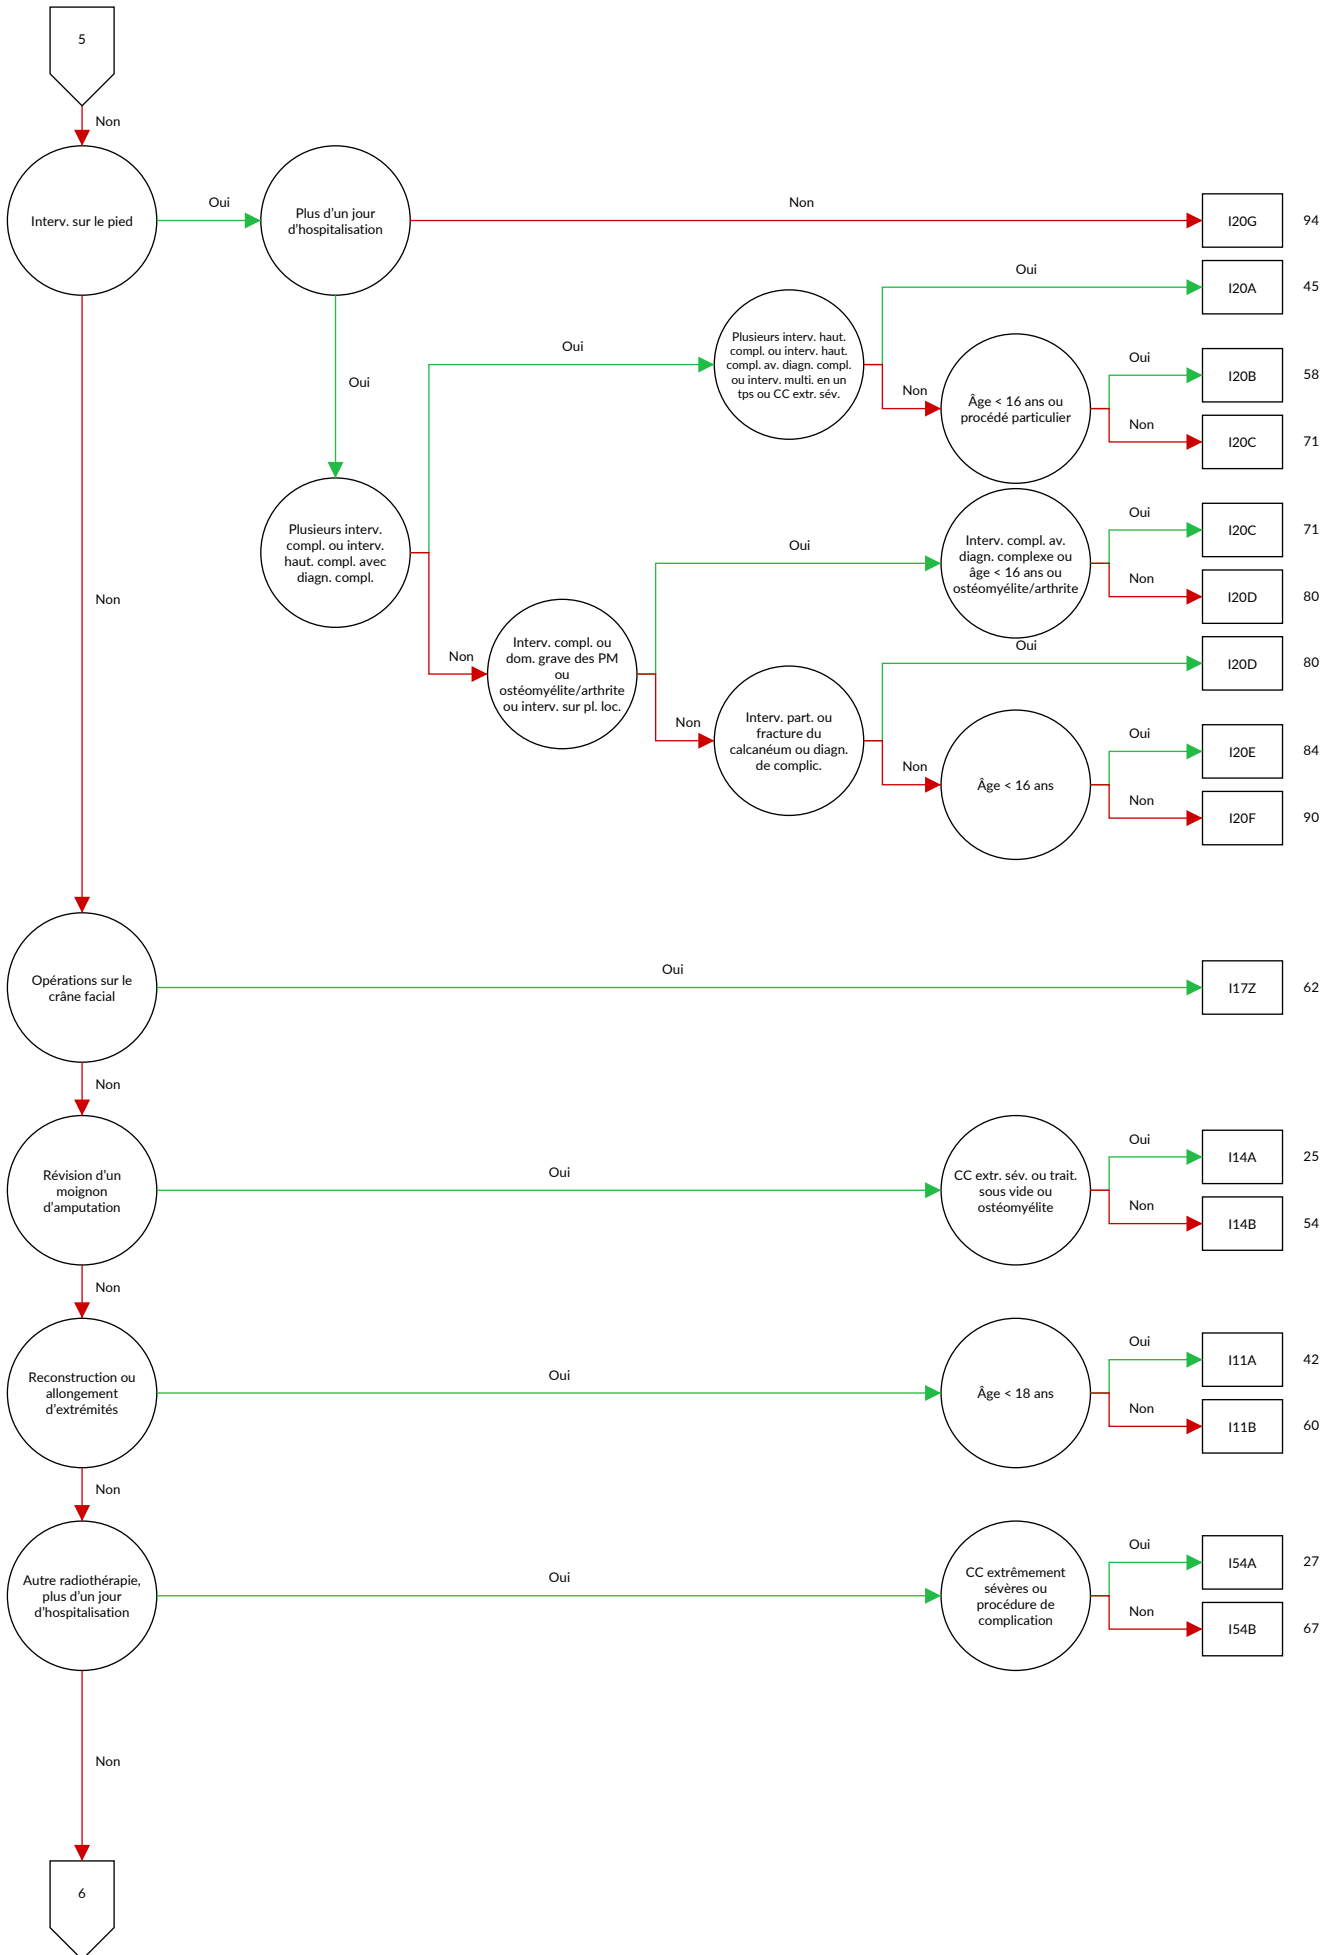 5
Non
Interv. sur le pied
Oui
Plus d'un jour
d'hospitalisation
Non
I20G
94
Oui
I20A
45
Oui
Plusieurs interv. haut.
compl. ou interv. haut.
compl. av. diagn. compl.
ou interv. multi. en un
tps ou CC extr. sév.
Non
Âge < 16 ans ou
procédé particulier
Oui
I20B
58
Non
I20C
71
Oui
Plusieurs interv.
compl. ou interv.
haut. compl. avec
diagn. compl.
Non
Interv. compl. ou
dom. grave des PM
ou
ostéomyélite/arthrite
ou interv. sur pl. loc.
Oui
Interv. compl. av.
diagn. complexe ou
âge < 16 ans ou
ostéomyélite/arthrite
Oui
I20C
71
Non
I20D
80
Non
Interv. part. ou
fracture du
calcanéum ou diagn.
de complic.
Oui
I20D
80
Non
Âge < 16 ans
Oui
I20E
84
Non
I20F
90
Non
Opérations sur le
crâne facial
Oui
I17Z
62
Non
Révision d'un
moignon
d'amputation
Oui
CC extr. sév. ou trait.
sous vide ou
ostéomyélite
Oui
I14A
25
Non
I14B
54
Non
Reconstruction ou
allongement
d'extrémités
Oui
Âge < 18 ans
Oui
I11A
42
Non
I11B
60
Non
Autre radiothérapie,
plus d'un jour
d'hospitalisation
Oui
CC extrêmement
sévères ou
procédure de
complication
Oui
I54A
27
Non
I54B
67
Non
6